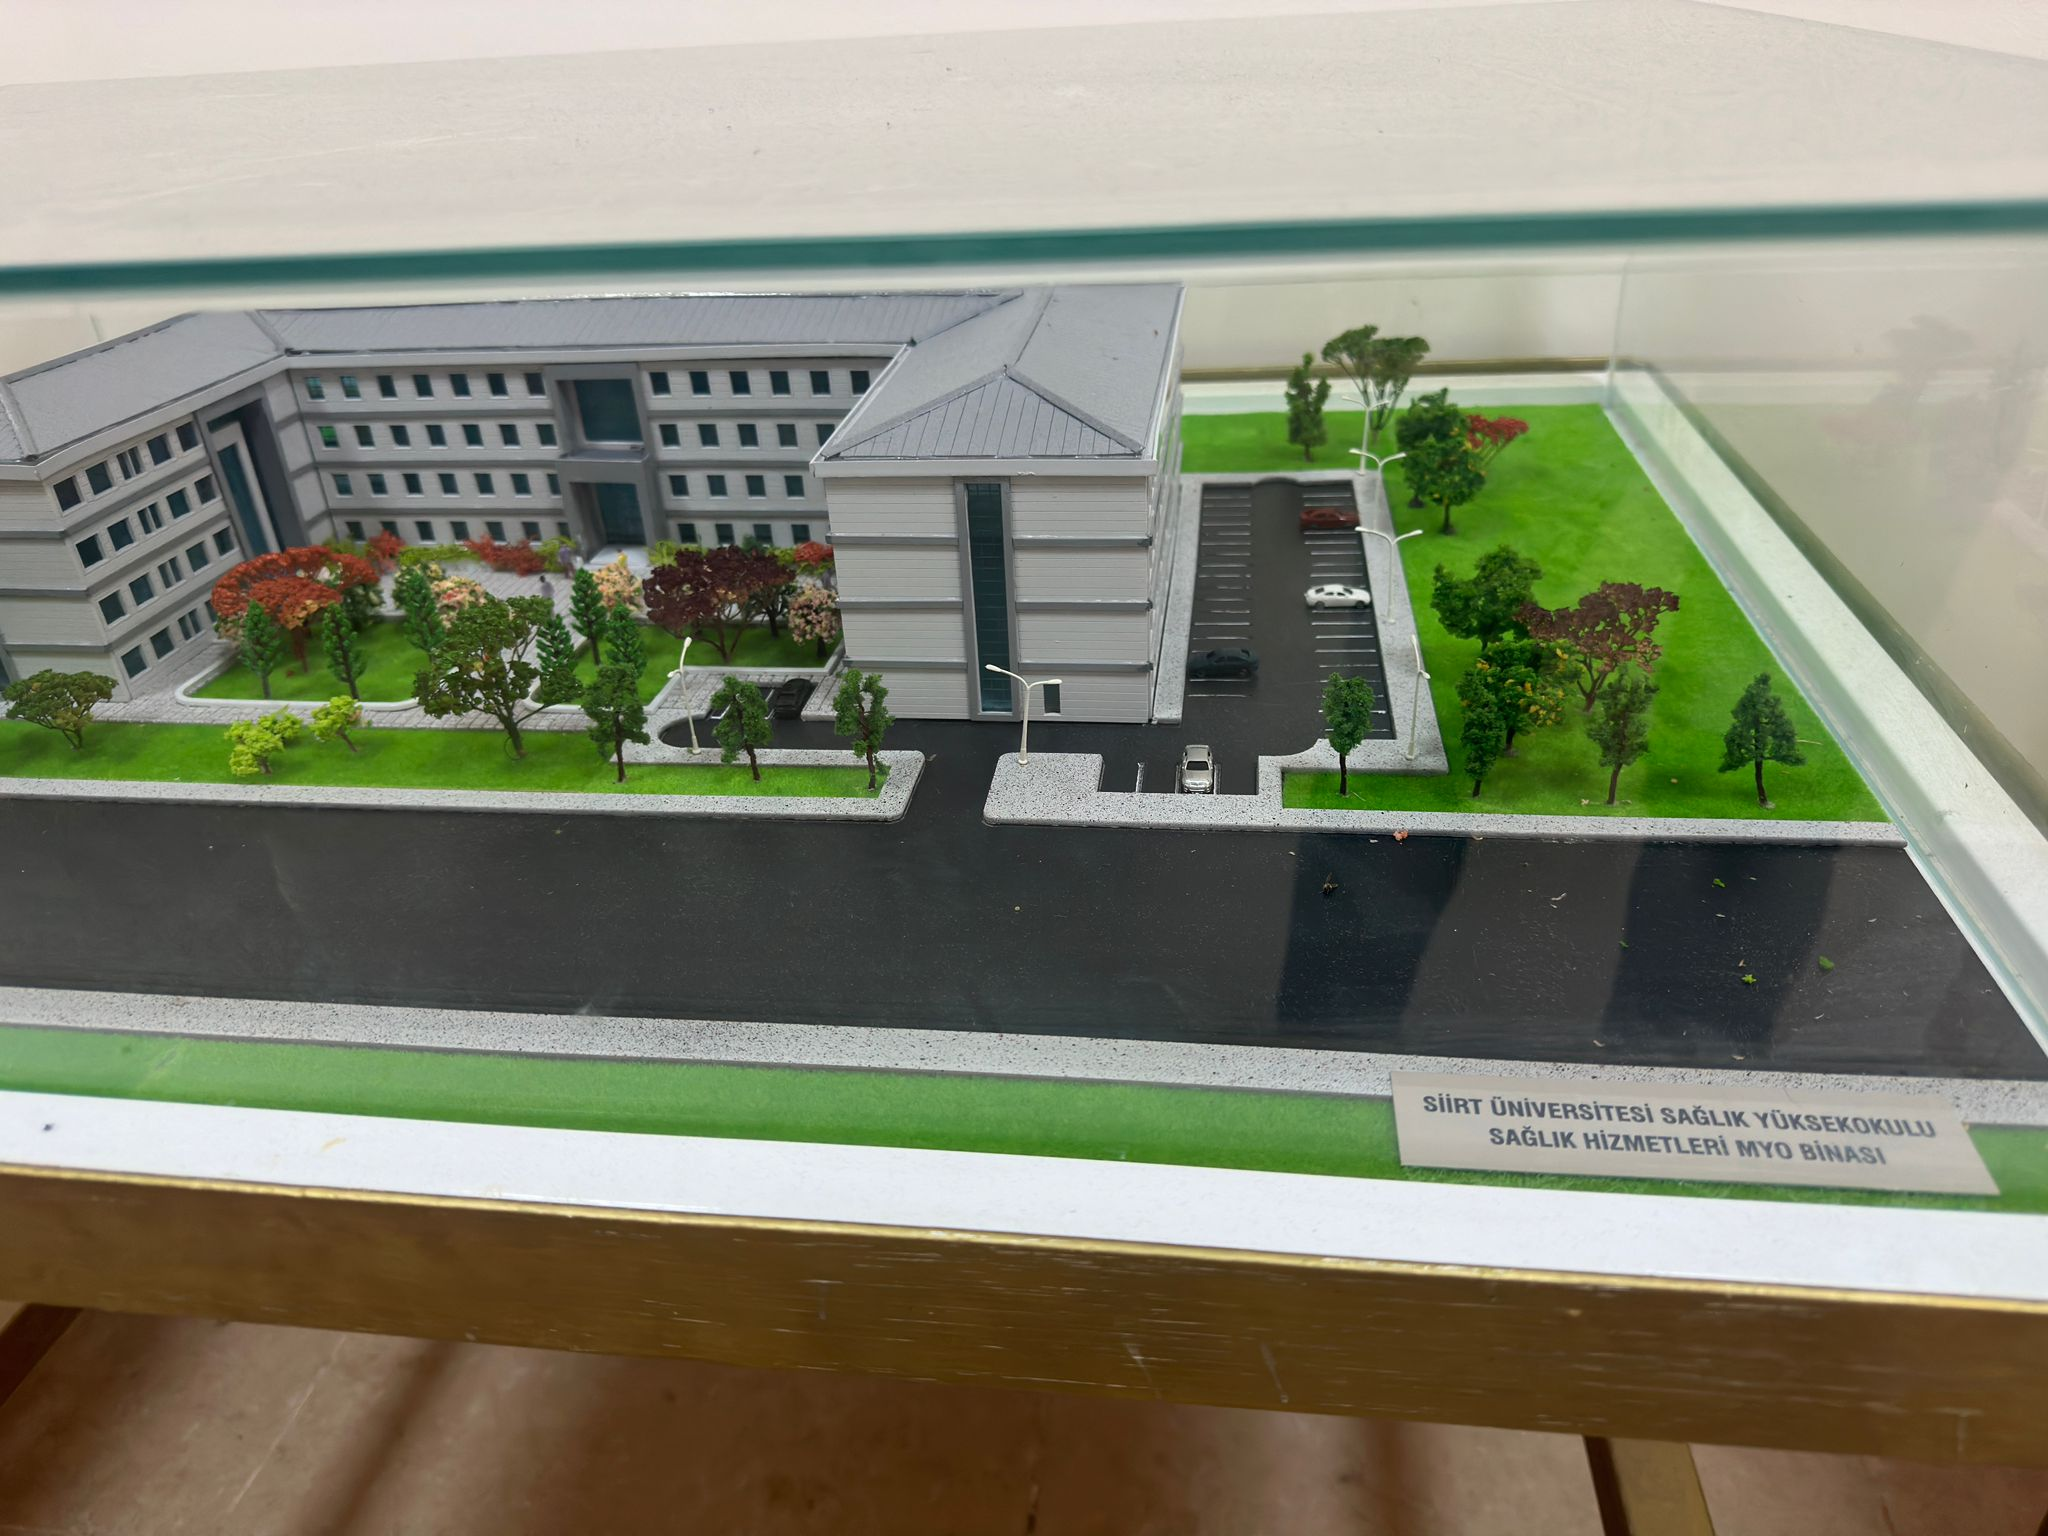 SİİRT ÜNİVERSİTESİ SAĞLIK YÜKSEKOKULU
SAĞLIK HİZMETLERİ MYO BİNASI